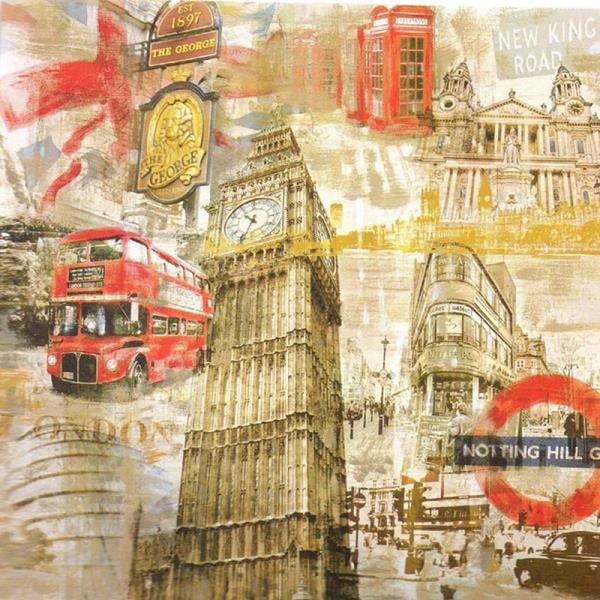 EST
1897
THE GEORGE
THE
GEORGE
NEW KING
ROAD
LONDON
NOTTING HILL G